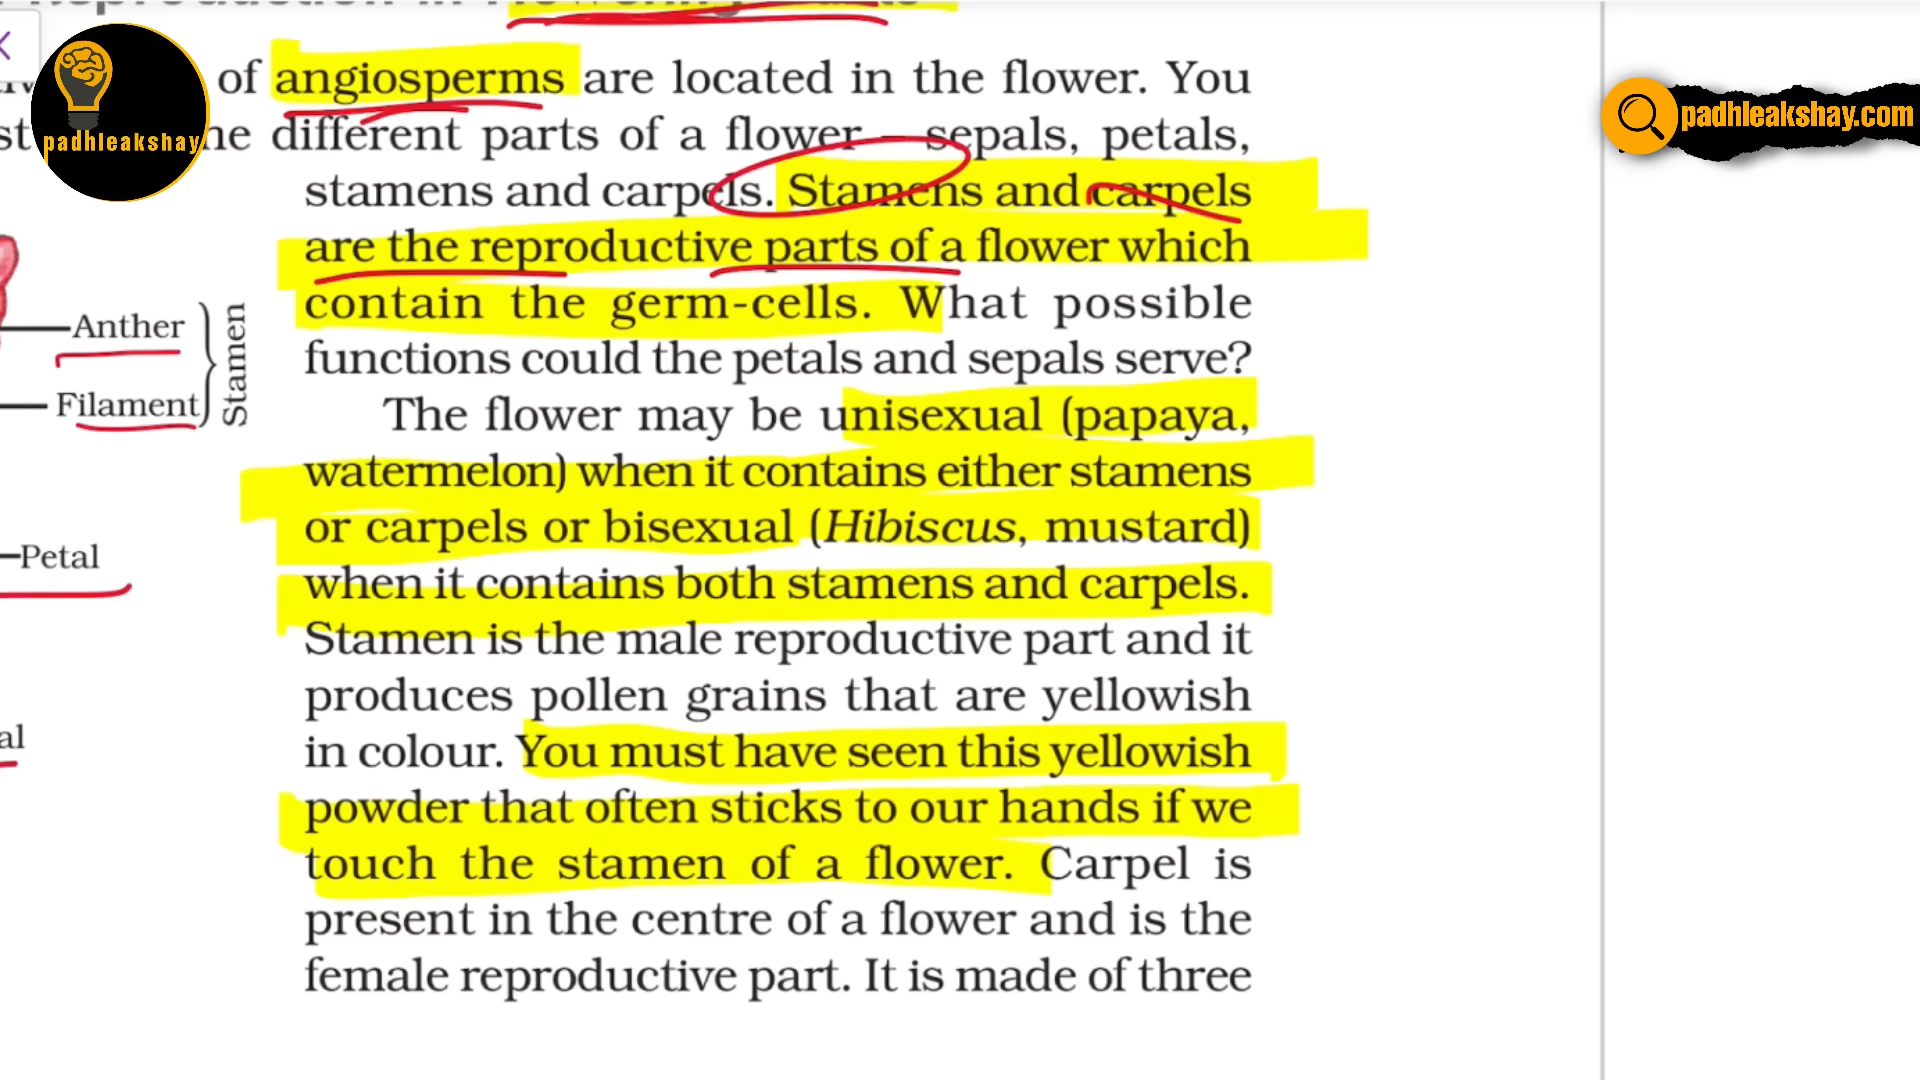 of angiosperms are located in the flower. You
the different parts of a flower – sepals, petals,
stamens and carpels. Stamens and carpels
are the reproductive parts of a flower which
contain the germ-cells. What possible
functions could the petals and sepals serve?
The flower may be unisexual (papaya,
watermelon) when it contains either stamens
or carpels or bisexual (Hibiscus, mustard)
when it contains both stamens and carpels.
Stamen is the male reproductive part and it
produces pollen grains that are yellowish
in colour. You must have seen this yellowish
powder that often sticks to our hands if we
touch the stamen of a flower. Carpel is
present in the centre of a flower and is the
female reproductive part. It is made of three
Anther
Filament
Stamen
Petal
padhleakshay
padhleakshay.com